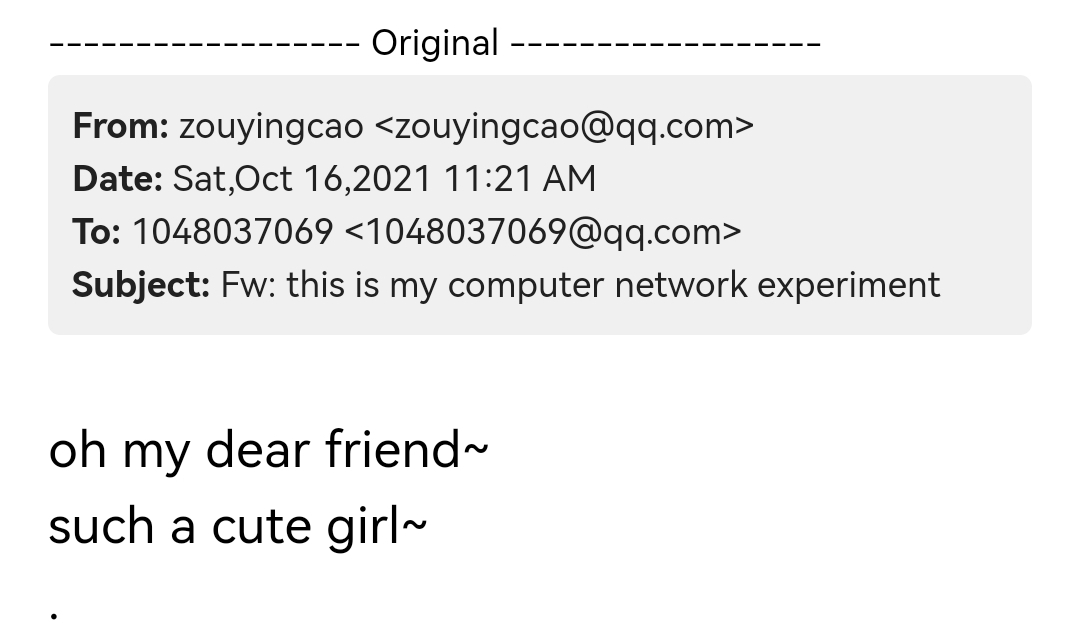 ------------------ Original ------------------
From: zouyingcao <zouyingcao@qq.com>
Date: Sat,Oct 16,2021 11:21 AM
To: 1048037069 <1048037069@qq.com>
Subject: Fw: this is my computer network experiment
oh my dear friend~
such a cute girl~
.